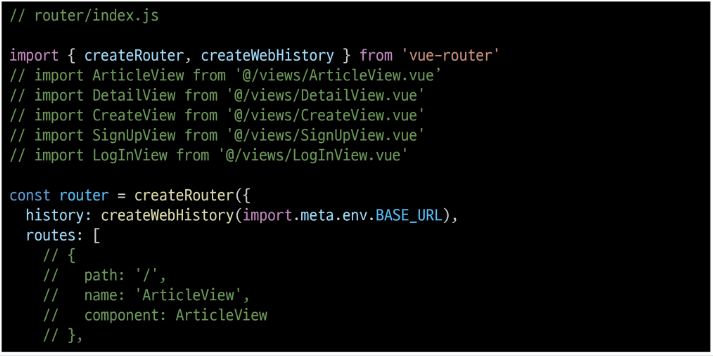 // router/index.js
import { createRouter, createWebHistory } from 'vue-router'
// import ArticleView from '@/views/ArticleView.vue’
// import DetailView from '@/views/DetailView.vue'
// import CreateView from '@/views/CreateView.vue'
// import SignUpView from '@/views/SignUpView.vue'
// import LogInView from '@/views/LogInView.vue'
const router = createRouter({
  history: createWebHistory(import.meta.env.BASE_URL),
  routes: [
    // {
    //   path: '/',
    //   name: 'ArticleView',
    //   component: ArticleView
    // },